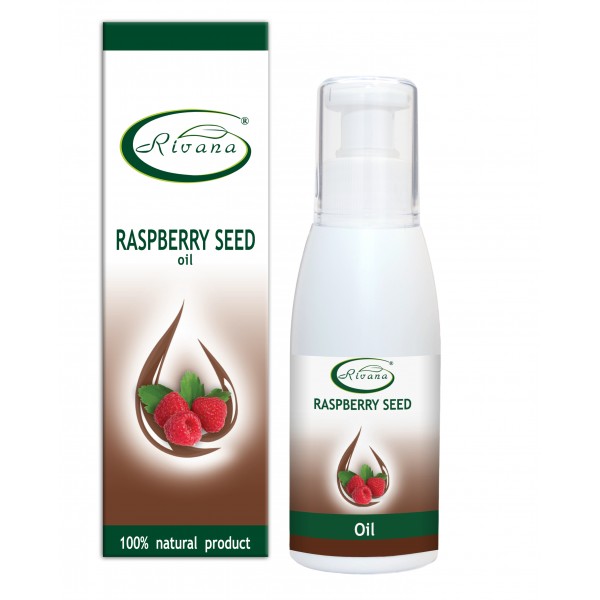 Rivana®
RASPBERRY SEED
oil
100% natural product
Rivana®
RASPBERRY SEED
Oil